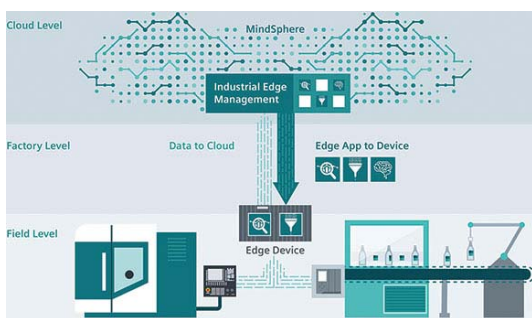 Cloud Level
MindSphere
Industrial Edge
Management
Factory Level
Data to Cloud
Edge App to Device
Field Level
Edge Device